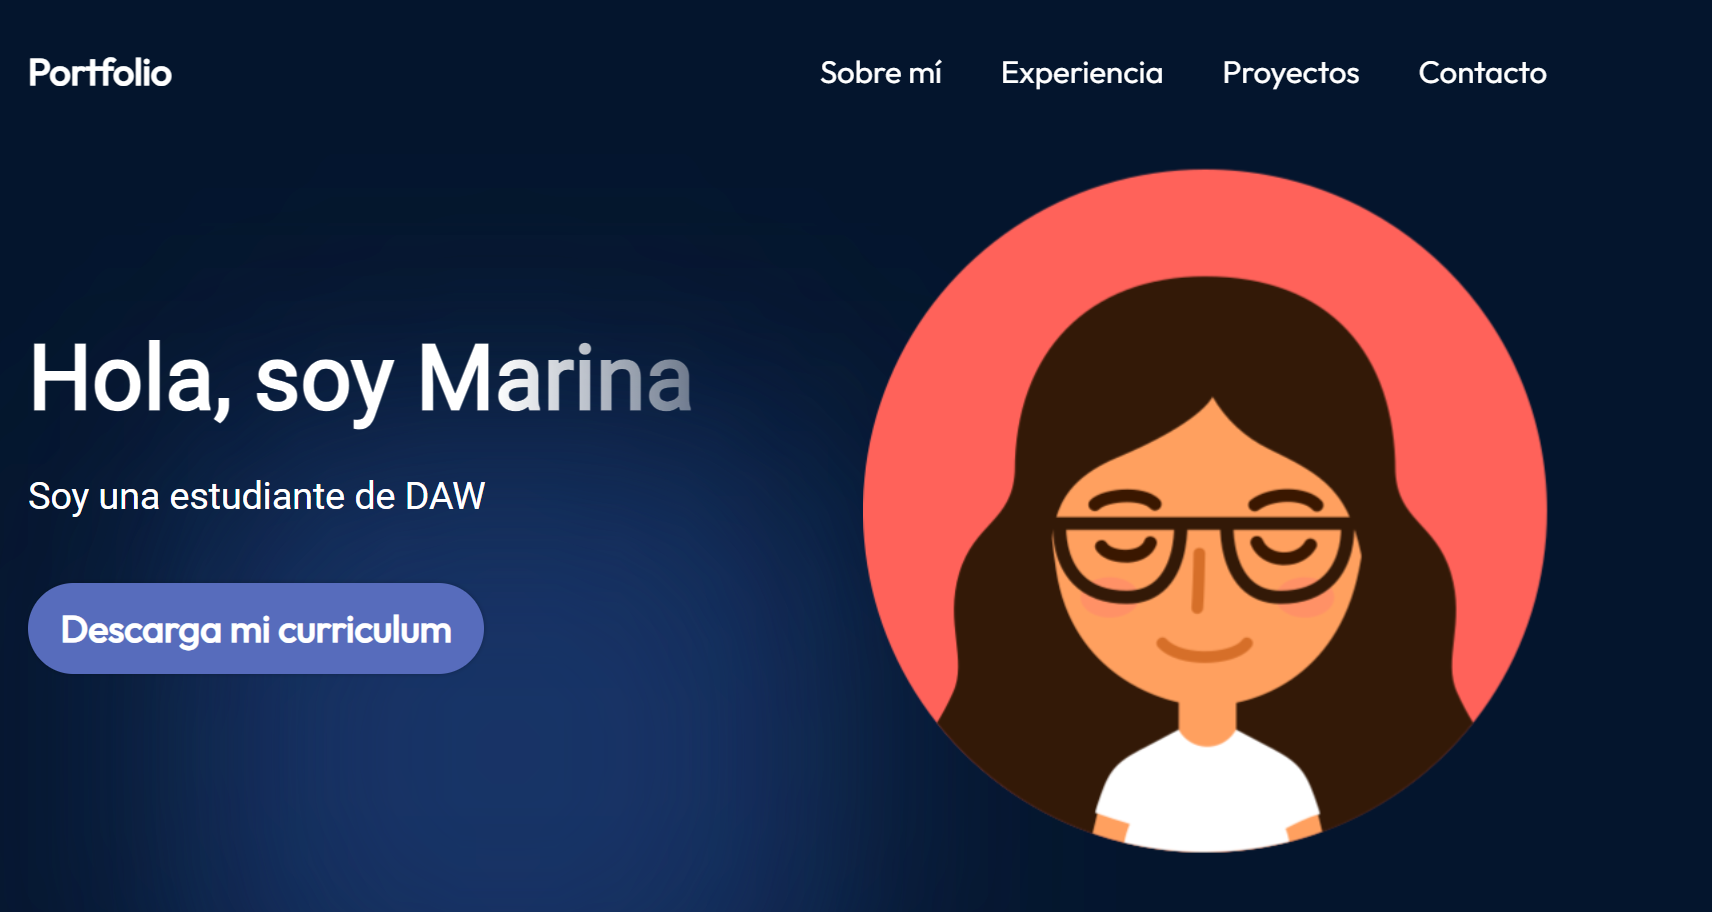 Portfolio
Sobre mí
Experiencia
Proyectos
Contacto
Hola, soy Marina
Soy una estudiante de DAW
Descarga mi curriculum